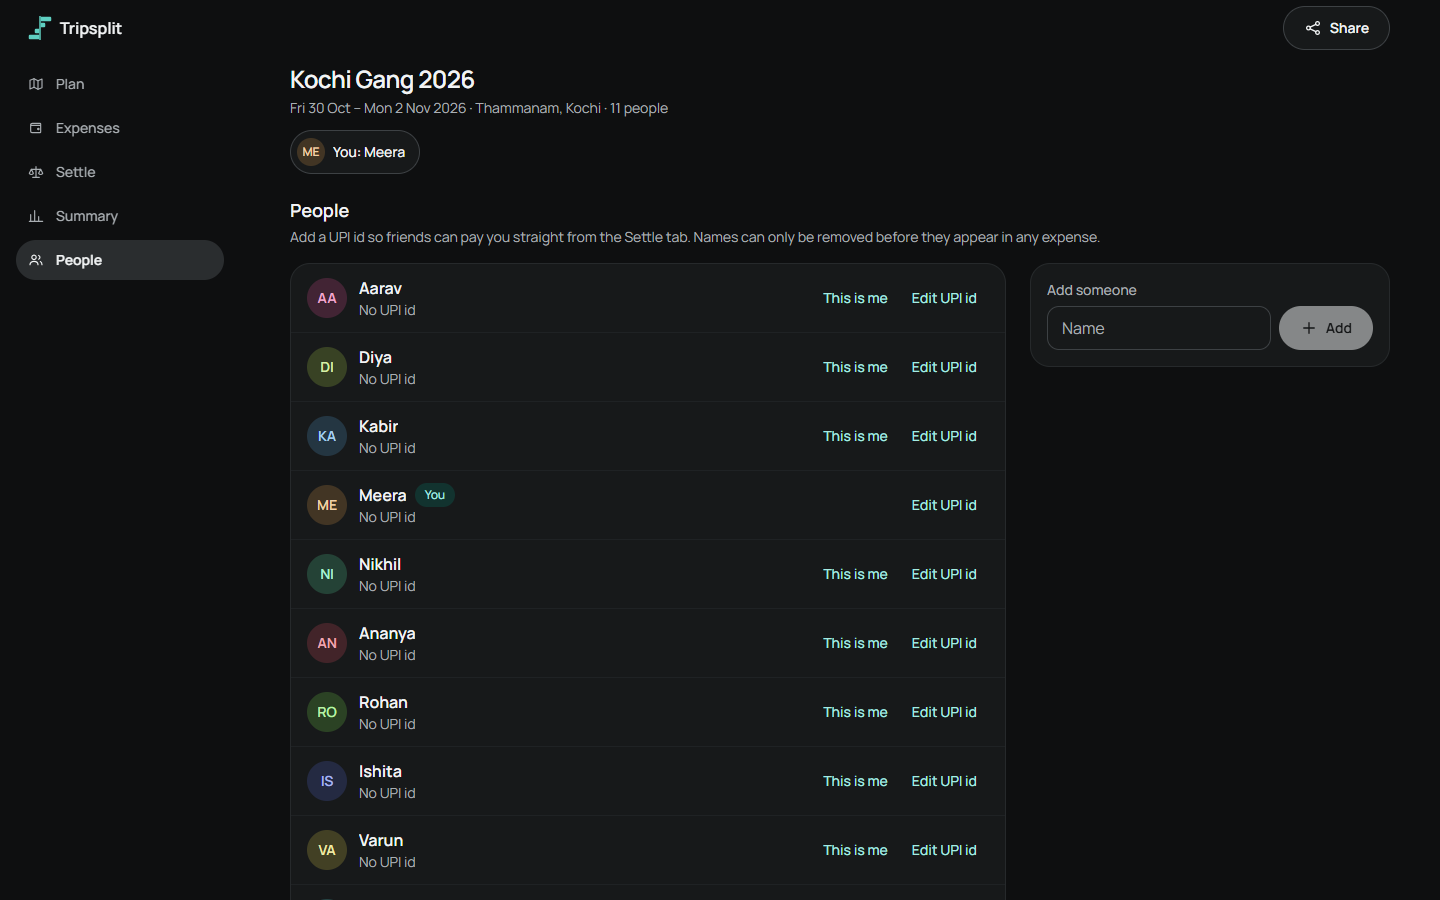 Tripsplit
Share
Plan
Expenses
Settle
Summary
People
Kochi Gang 2026
Fri 30 Oct – Mon 2 Nov 2026 · Thammanam, Kochi · 11 people
ME You: Meera
People
Add a UPI id so friends can pay you straight from the Settle tab. Names can only be removed before they appear in any expense.
AA Aarav
No UPI id
This is me Edit UPI id
DI Diya
No UPI id
This is me Edit UPI id
KA Kabir
No UPI id
This is me Edit UPI id
ME Meera You
No UPI id
Edit UPI id
NI Nikhil
No UPI id
This is me Edit UPI id
AN Ananya
No UPI id
This is me Edit UPI id
RO Rohan
No UPI id
This is me Edit UPI id
IS Ishita
No UPI id
This is me Edit UPI id
VA Varun
No UPI id
This is me Edit UPI id
Add someone
Name
+ Add